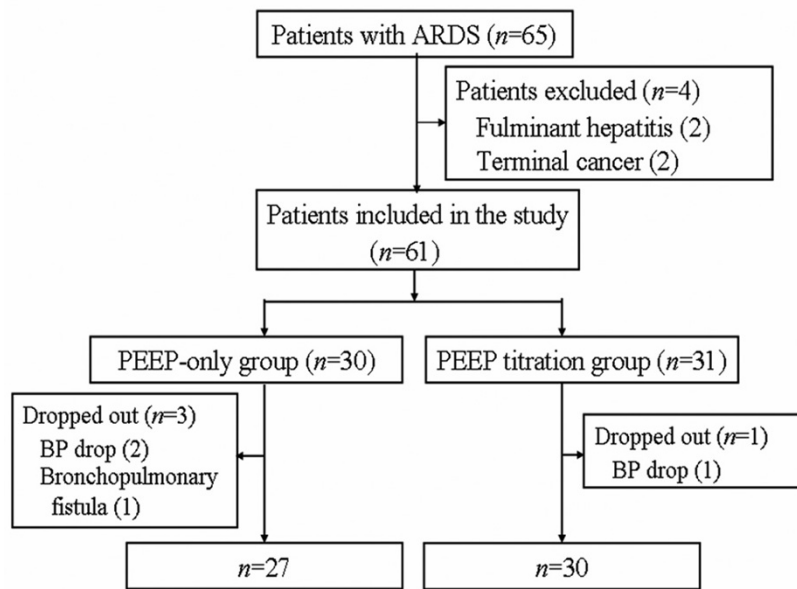 Patients with ARDS (n=65)
Patients excluded (n=4)
Fulminant hepatitis (2)
Terminal cancer (2)
Patients included in the study
(n=61)
PEEP-only group (n=30)
PEEP titration group (n=31)
Dropped out (n=3)
BP drop (2)
Bronchopulmonary
fistula (1)
Dropped out (n=1)
BP drop (1)
n=27
n=30